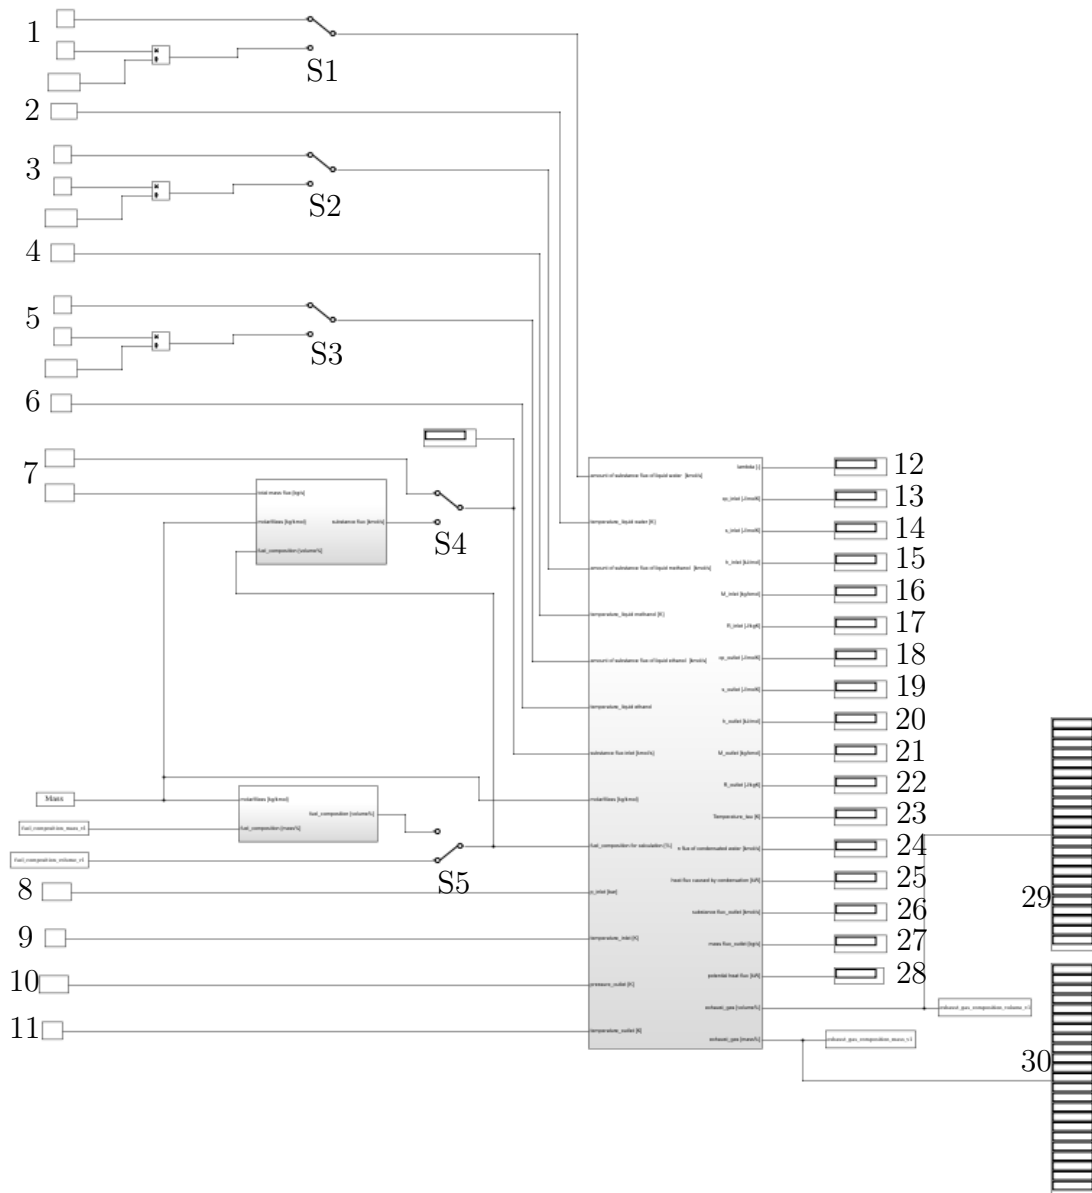 1
S1
2
3
S2
4
5
S3
6
7
S4
total mass flux [kg/s]
molarMass [kg/kmol]
fuel_composition [volume%]
substance flux [kmol/s]
Mass
fuel_composition_mass_v1
fuel_composition_volume_v1
molarMass [kg/kmol]
fuel_composition [mass%]
fuel_composition [volume%]
S5
8
9
10
11
amount of substance flux of liquid water [kmol/s]
temperature_liquid water [K]
amount of substance flux of liquid methanol [kmol/s]
temperature_liquid methanol [K]
amount of substance flux of liquid ethanol [kmol/s]
temperature_liquid ethanol
substance flux inlet [kmol/s]
molarMass [kg/kmol]
fuel_composition for calculation [%]
p_inlet [bar]
temperature_inlet [K]
pressure_outlet [K]
temperature_outlet [K]
lambda [-]
12
cp_inlet [J/molK]
13
s_inlet [J/molK]
14
h_inlet [kJ/mol]
15
M_inlet [kg/kmol]
16
R_inlet [J/kgK]
17
cp_outlet [J/molK]
18
s_outlet [J/molK]
19
h_outlet [kJ/mol]
20
M_outlet [kg/kmol]
21
R_outlet [J/kgK]
22
Temperature_tau [K]
23
n flux of condensated water [kmol/s]
24
heat flux caused by condensation [kW]
25
substance flux_outlet [kmol/s]
26
mass flux_outlet [kg/s]
27
potential heat flux [kW]
28
exhaust_gas [volume%]
exhaust_gas [mass%]
exhaust_gas_composition_volume_v1
exhaust_gas_composition_mass_v1
29
30